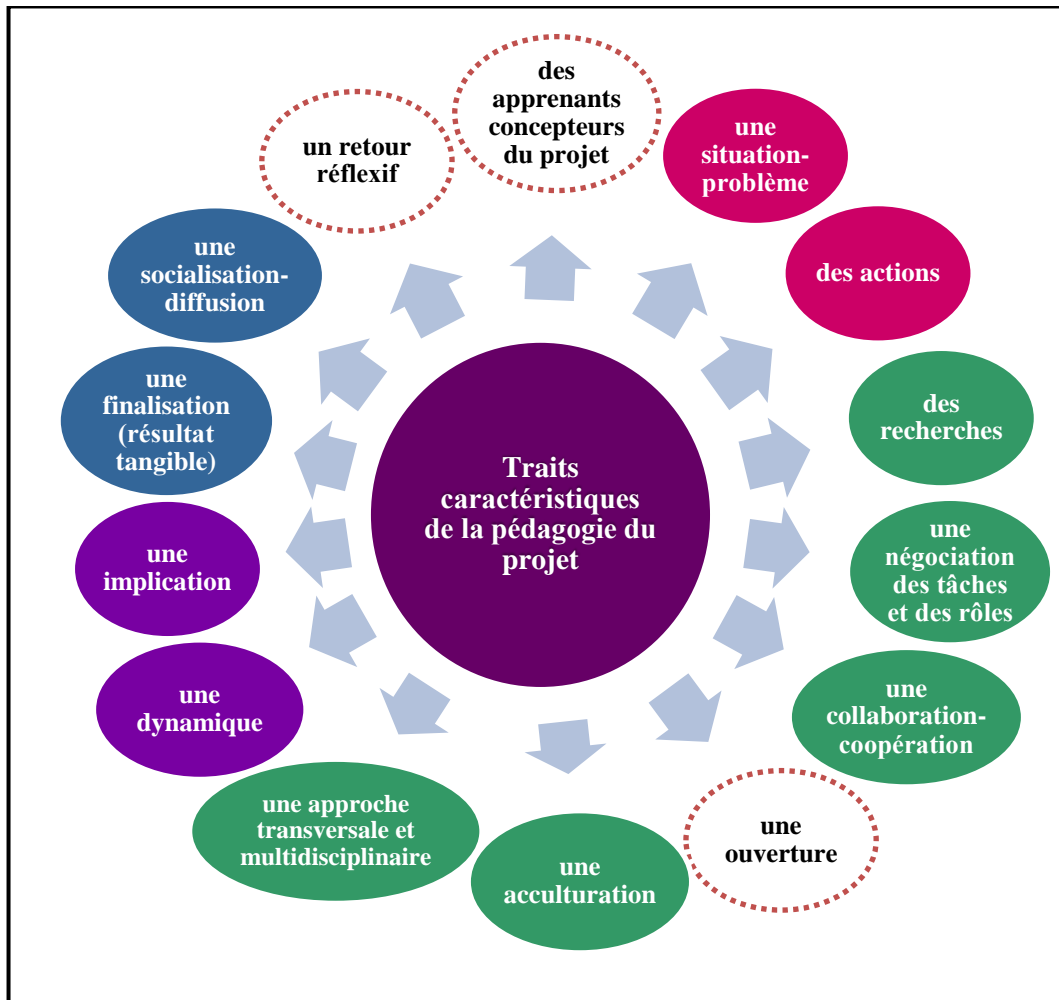 des
apprenants
concepteurs
du projet
une
situation-
problème
des actions
des
recherches
une
négociation
des tâches
et des rôles
une
collaboration-
coopération
une
ouverture
une
acculturation
une approche
transversale et
multidisciplinaire
une
dynamique
une
implication
une
finalisation
(résultat
tangible)
une
socialisation-
diffusion
un retour
réflexif
Traits
caractéristiques
de la pédagogie du
projet